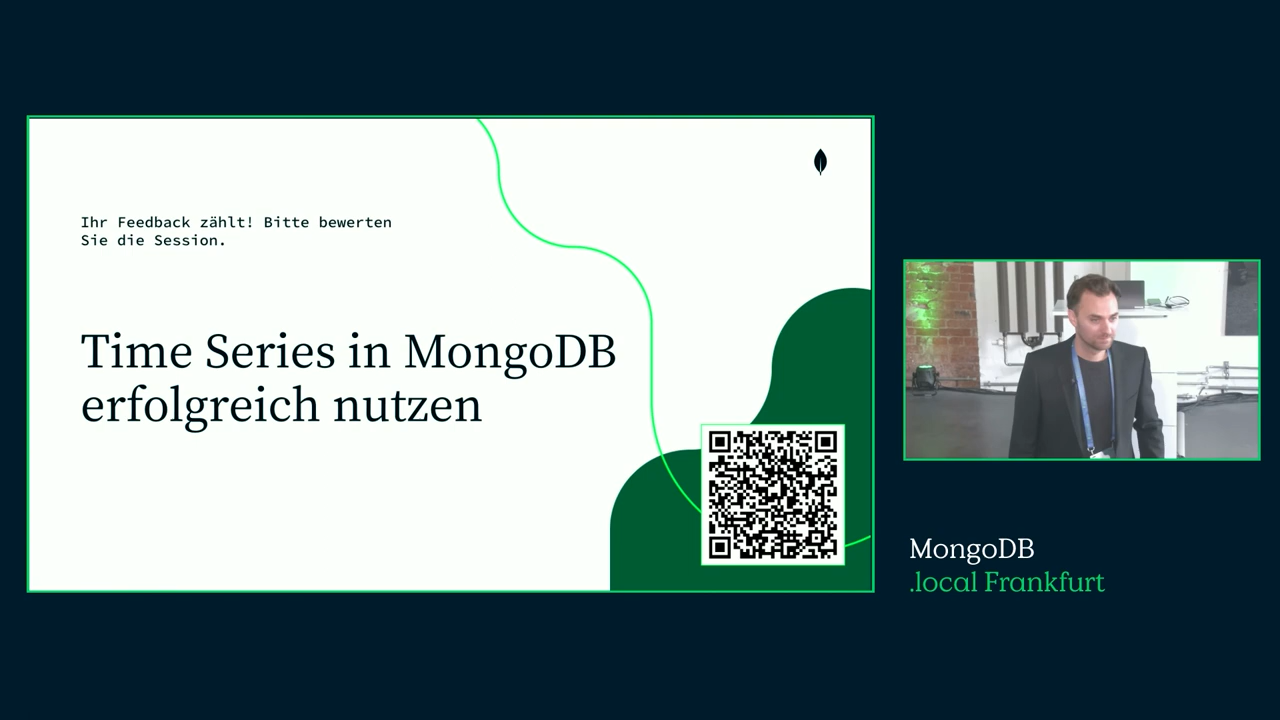 Ihr Feedback zählt! Bitte bewerten
Sie die Session.
Time Series in MongoDB
erfolgreich nutzen
MongoDB
.local Frankfurt